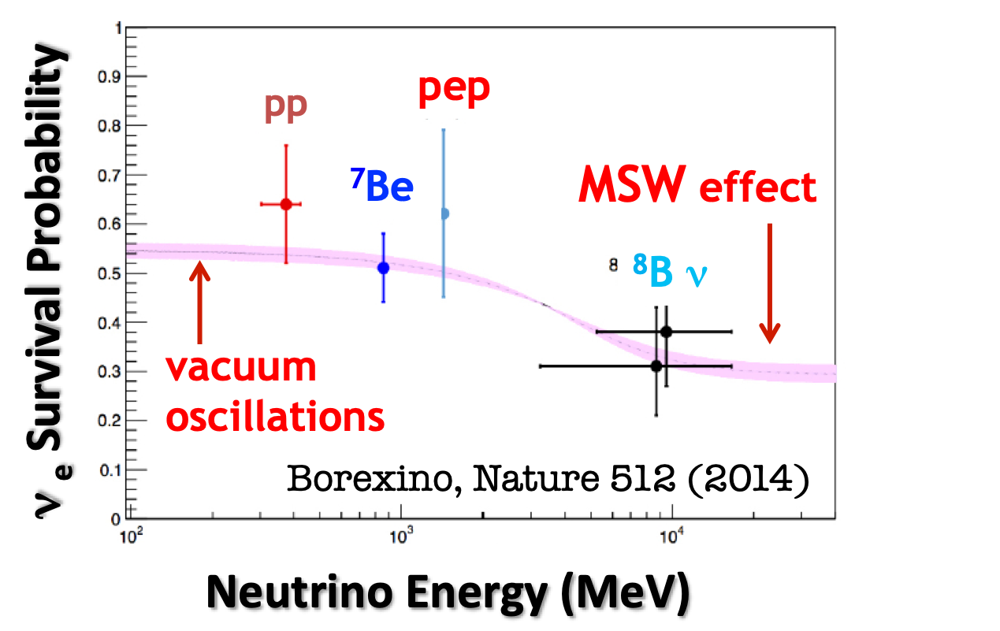 1
0.9
0.8
0.7
0.6
0.5
0.4
0.3
0.2
0.1
0
ν e Survival Probability
pp
pep
⁷Be
MSW effect
8 ⁸B ν
vacuum
oscillations
Borexino, Nature 512 (2014)
10² 10³ 10⁴
Neutrino Energy (MeV)